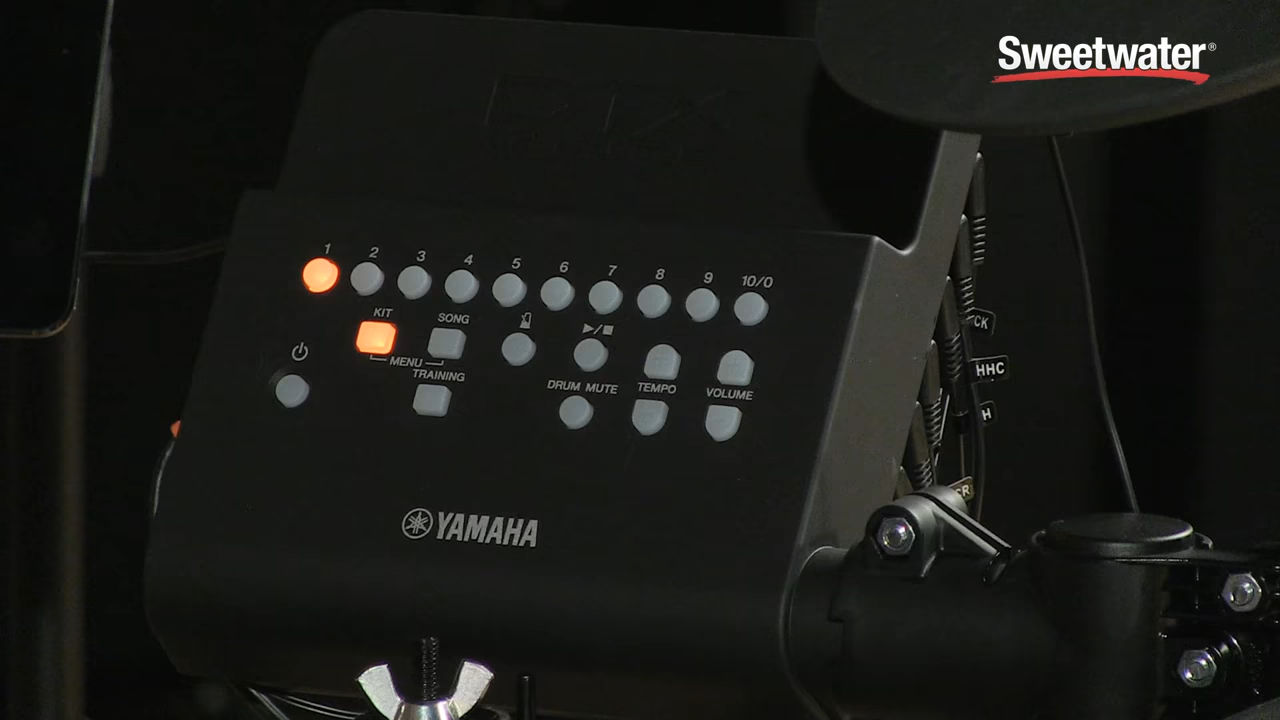 Sweetwater®
DTX
1 2 3 4 5 6 7 8 9 10/0
KIT SONG
MENU
TRAINING
DRUM MUTE TEMPO VOLUME
HHC
YAMAHA